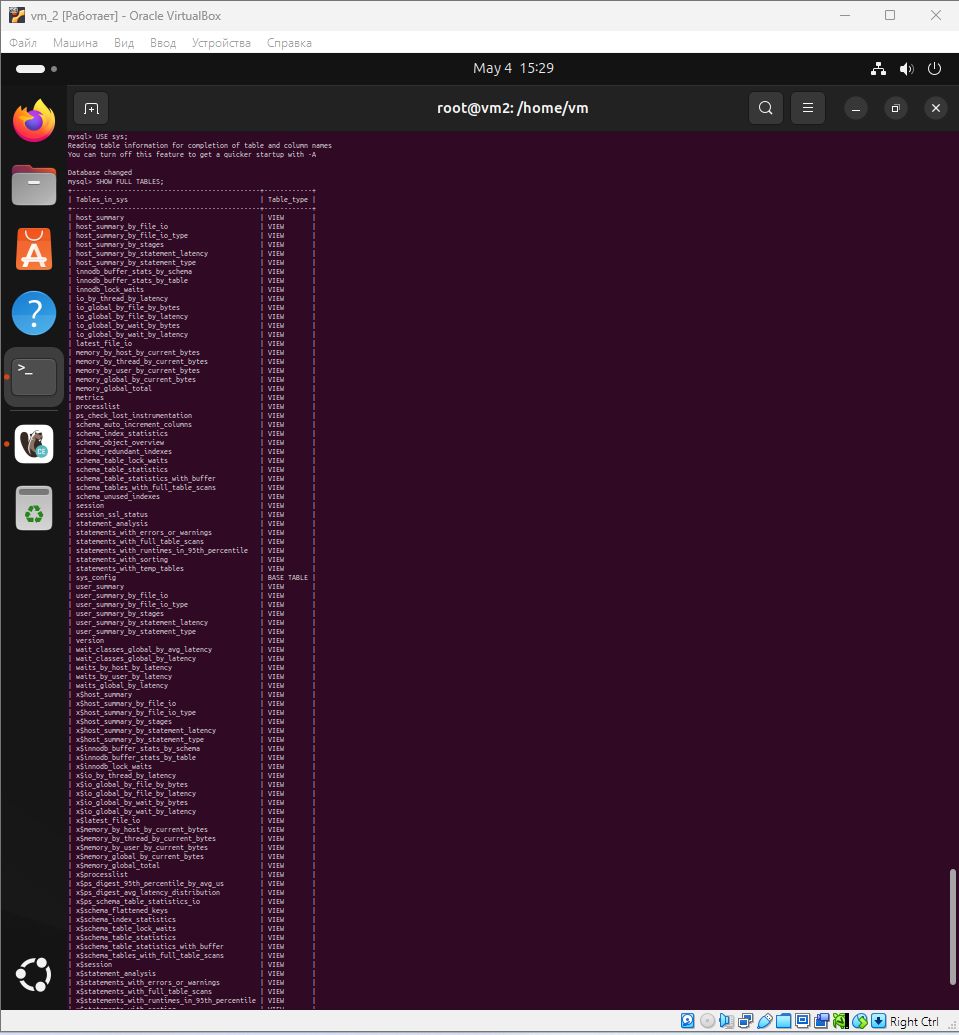 vm_2 [Работает] - Oracle VirtualBox
Файл Машина Вид Ввод Устройства Справка
May 4 15:29
root@vm2: /home/vm
mysql> USE sys;
Reading table information for completion of table and column names
You can turn off this feature to get a quicker startup with -A
Database changed
mysql> SHOW FULL TABLES;
+-----------------------------------------------+------------+
| Tables_in_sys | Table_type |
+-----------------------------------------------+------------+
| host_summary | VIEW |
| host_summary_by_file_io | VIEW |
| host_summary_by_file_io_type | VIEW |
| host_summary_by_stages | VIEW |
| host_summary_by_statement_latency | VIEW |
| host_summary_by_statement_type | VIEW |
| innodb_buffer_stats_by_schema | VIEW |
| innodb_buffer_stats_by_table | VIEW |
| innodb_lock_waits | VIEW |
| io_by_thread_by_latency | VIEW |
| io_global_by_file_by_bytes | VIEW |
| io_global_by_file_by_latency | VIEW |
| io_global_by_wait_by_bytes | VIEW |
| io_global_by_wait_by_latency | VIEW |
| latest_file_io | VIEW |
| memory_by_host_by_current_bytes | VIEW |
| memory_by_thread_by_current_bytes | VIEW |
| memory_by_user_by_current_bytes | VIEW |
| memory_global_by_current_bytes | VIEW |
| memory_global_total | VIEW |
| metrics | VIEW |
| processlist | VIEW |
| ps_check_lost_instrumentation | VIEW |
| schema_auto_increment_columns | VIEW |
| schema_index_statistics | VIEW |
| schema_object_overview | VIEW |
| schema_redundant_indexes | VIEW |
| schema_table_lock_waits | VIEW |
| schema_table_statistics | VIEW |
| schema_table_statistics_with_buffer | VIEW |
| schema_tables_with_full_table_scans | VIEW |
| schema_unused_indexes | VIEW |
| session | VIEW |
| session_ssl_status | VIEW |
| statement_analysis | VIEW |
| statements_with_errors_or_warnings | VIEW |
| statements_with_full_table_scans | VIEW |
| statements_with_runtimes_in_95th_percentile | VIEW |
| statements_with_sorting | VIEW |
| statements_with_temp_tables | VIEW |
| sys_config | BASE TABLE |
| user_summary | VIEW |
| user_summary_by_file_io | VIEW |
| user_summary_by_file_io_type | VIEW |
| user_summary_by_stages | VIEW |
| user_summary_by_statement_latency | VIEW |
| user_summary_by_statement_type | VIEW |
| version | VIEW |
| wait_classes_global_by_avg_latency | VIEW |
| wait_classes_global_by_latency | VIEW |
| waits_by_host_by_latency | VIEW |
| waits_by_user_by_latency | VIEW |
| waits_global_by_latency | VIEW |
| x$host_summary | VIEW |
| x$host_summary_by_file_io | VIEW |
| x$host_summary_by_file_io_type | VIEW |
| x$host_summary_by_stages | VIEW |
| x$host_summary_by_statement_latency | VIEW |
| x$host_summary_by_statement_type | VIEW |
| x$innodb_buffer_stats_by_schema | VIEW |
| x$innodb_buffer_stats_by_table | VIEW |
| x$innodb_lock_waits | VIEW |
| x$io_by_thread_by_latency | VIEW |
| x$io_global_by_file_by_bytes | VIEW |
| x$io_global_by_file_by_latency | VIEW |
| x$io_global_by_wait_by_bytes | VIEW |
| x$io_global_by_wait_by_latency | VIEW |
| x$latest_file_io | VIEW |
| x$memory_by_host_by_current_bytes | VIEW |
| x$memory_by_thread_by_current_bytes | VIEW |
| x$memory_by_user_by_current_bytes | VIEW |
| x$memory_global_by_current_bytes | VIEW |
| x$memory_global_total | VIEW |
| x$processlist | VIEW |
| x$ps_digest_95th_percentile_by_avg_us | VIEW |
| x$ps_digest_avg_latency_distribution | VIEW |
| x$ps_schema_table_statistics_io | VIEW |
| x$schema_flattened_keys | VIEW |
| x$schema_index_statistics | VIEW |
| x$schema_table_lock_waits | VIEW |
| x$schema_table_statistics | VIEW |
| x$schema_table_statistics_with_buffer | VIEW |
| x$schema_tables_with_full_table_scans | VIEW |
| x$session | VIEW |
| x$statement_analysis | VIEW |
| x$statements_with_errors_or_warnings | VIEW |
| x$statements_with_full_table_scans | VIEW |
| x$statements_with_runtimes_in_95th_percentile | VIEW |
Right Ctrl